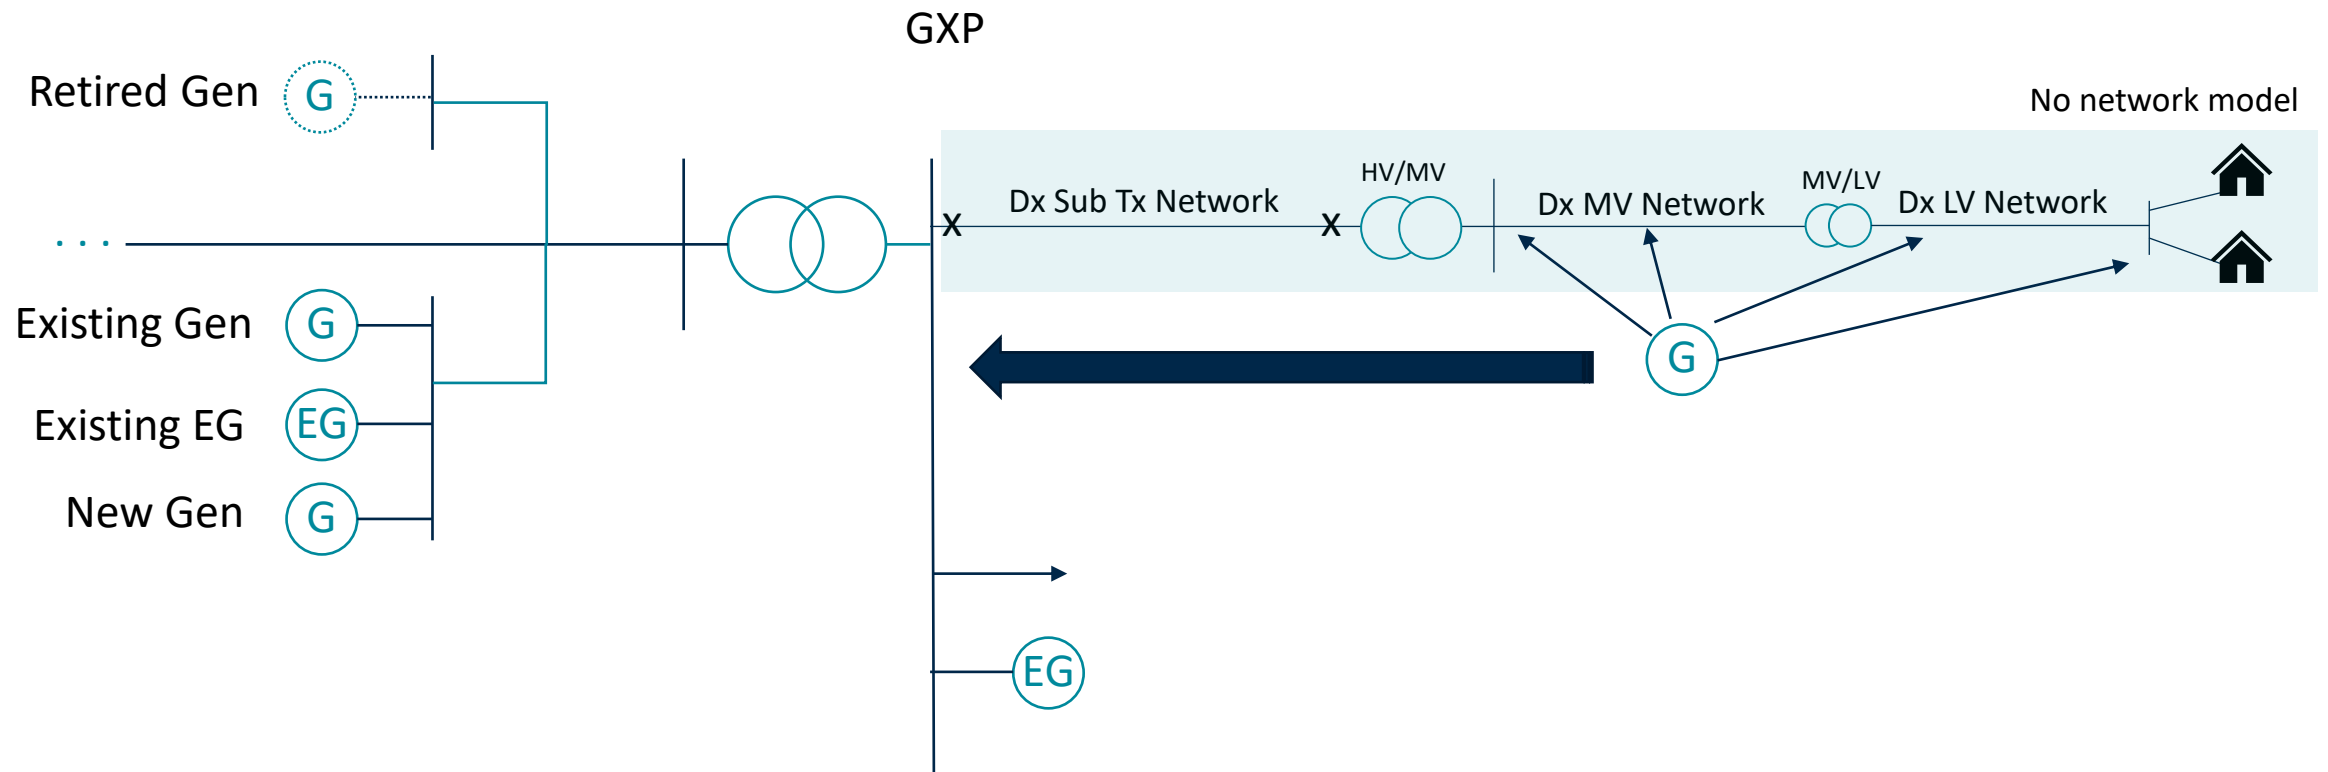 GXP
Retired Gen
G
No network model
HV/MV
MV/LV
Dx Sub Tx Network
Dx MV Network
Dx LV Network
X
X
. . .
Existing Gen
G
G
Existing EG
EG
New Gen
G
EG